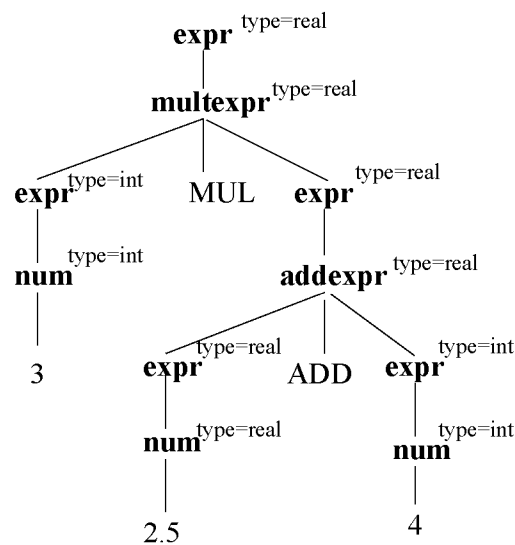 expr type=real
multexpr type=real
expr type=int MUL expr type=real
num type=int addexpr type=real
3 expr type=real ADD expr type=int
num type=real num type=int
2.5 4